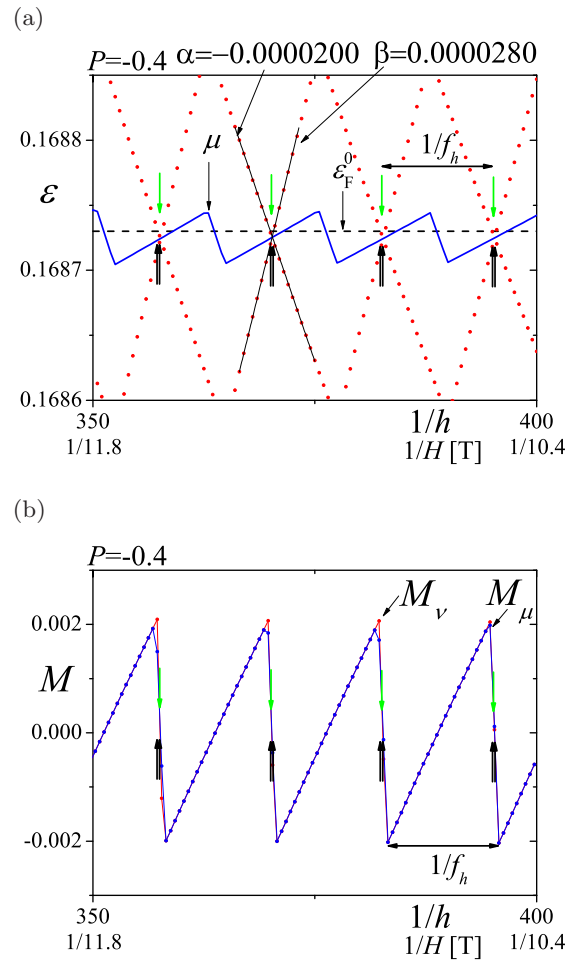 (a)
P=-0.4
α=-0.0000200
β=0.0000280
0.1688
μ
ε_F^0
1/f_h
ε
0.1687
0.1686
350
1/h
400
1/11.8
1/H [T]
1/10.4
(b)
P=-0.4
0.002
M_ν
M_μ
M
0.000
-0.002
1/f_h
350
1/h
400
1/11.8
1/H [T]
1/10.4